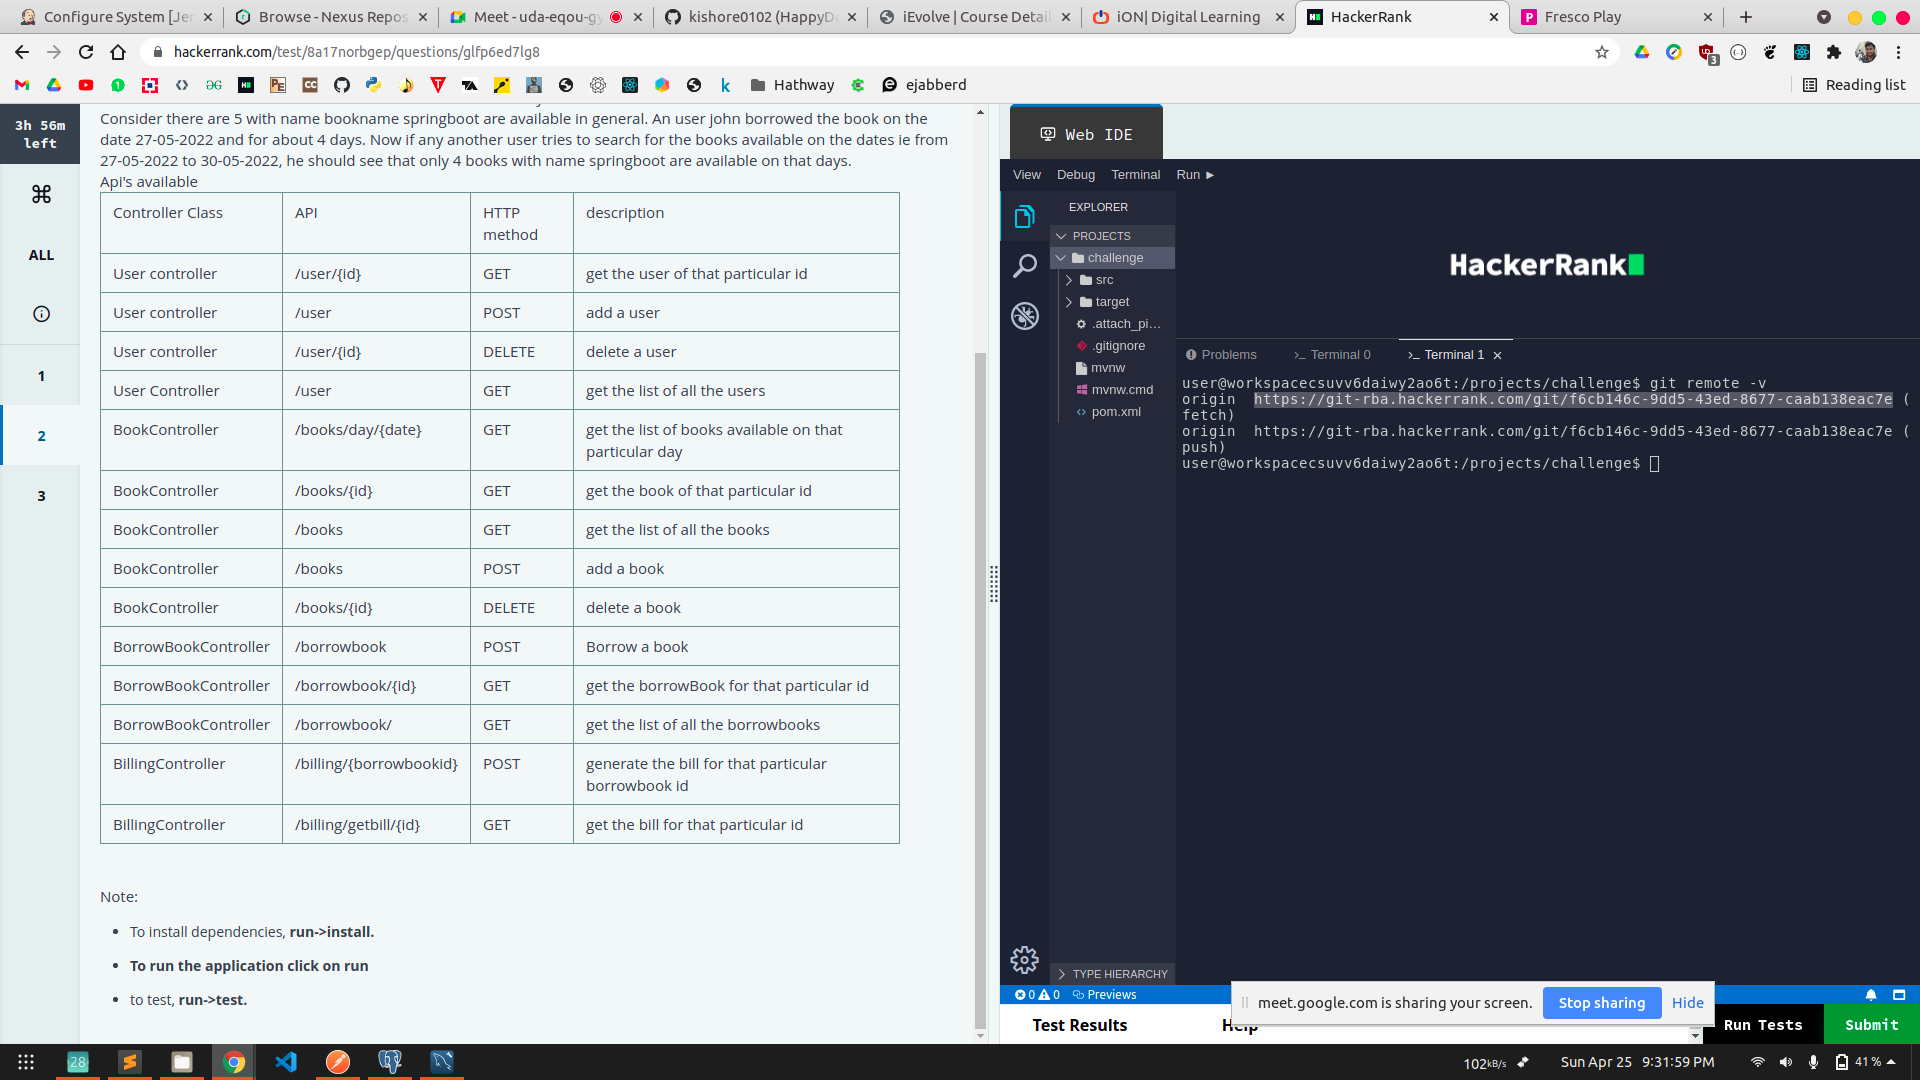 Configure System [Jen
Browse - Nexus Repos
Meet - uda-eqou-gy
kishore0102 (HappyDe
iEvolve | Course Detail
iON| Digital Learning
HackerRank
Fresco Play
hackerrank.com/test/8a17norbgep/questions/glfp6ed7lg8
3
Hathway
ejabberd
Reading list
3h 56m
left
ALL
1
2
3
Consider there are 5 with name bookname springboot are available in general. An user john borrowed the book on the
date 27-05-2022 and for about 4 days. Now if any another user tries to search for the books available on the dates ie from
27-05-2022 to 30-05-2022, he should see that only 4 books with name springboot are available on that days.
Api's available
Controller Class API HTTP method description
User controller /user/{id} GET get the user of that particular id
User controller /user POST add a user
User controller /user/{id} DELETE delete a user
User Controller /user GET get the list of all the users
BookController /books/day/{date} GET get the list of books available on that
particular day
BookController /books/{id} GET get the book of that particular id
BookController /books GET get the list of all the books
BookController /books POST add a book
BookController /books/{id} DELETE delete a book
BorrowBookController /borrowbook POST Borrow a book
BorrowBookController /borrowbook/{id} GET get the borrowBook for that particular id
BorrowBookController /borrowbook/ GET get the list of all the borrowbooks
BillingController /billing/{borrowbookid} POST generate the bill for that particular
borrowbook id
BillingController /billing/getbill/{id} GET get the bill for that particular id
Note:
To install dependencies, run->install.
To run the application click on run
to test, run->test.
Web IDE
View Debug Terminal Run
EXPLORER
PROJECTS
challenge
src
target
.attach_pi...
.gitignore
mvnw
mvnw.cmd
pom.xml
TYPE HIERARCHY
HackerRank
Problems Terminal 0 Terminal 1
user@workspacecsuvv6daiwy2ao6t:/projects/challenge$ git remote -v
origin https://git-rba.hackerrank.com/git/f6cb146c-9dd5-43ed-8677-caab138eac7e (
fetch)
origin https://git-rba.hackerrank.com/git/f6cb146c-9dd5-43ed-8677-caab138eac7e (
push)
user@workspacecsuvv6daiwy2ao6t:/projects/challenge$
0 0 Previews
meet.google.com is sharing your screen. Stop sharing Hide
Test Results Help Run Tests Submit
28
102kB/s Sun Apr 25 9:31:59 PM 41%